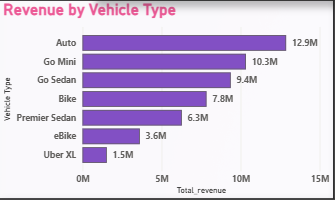 Revenue by Vehicle Type
Vehicle Type
Auto 12.9M
Go Mini 10.3M
Go Sedan 9.4M
Bike 7.8M
Premier Sedan 6.3M
eBike 3.6M
Uber XL 1.5M
0M 5M 10M 15M
Total_revenue